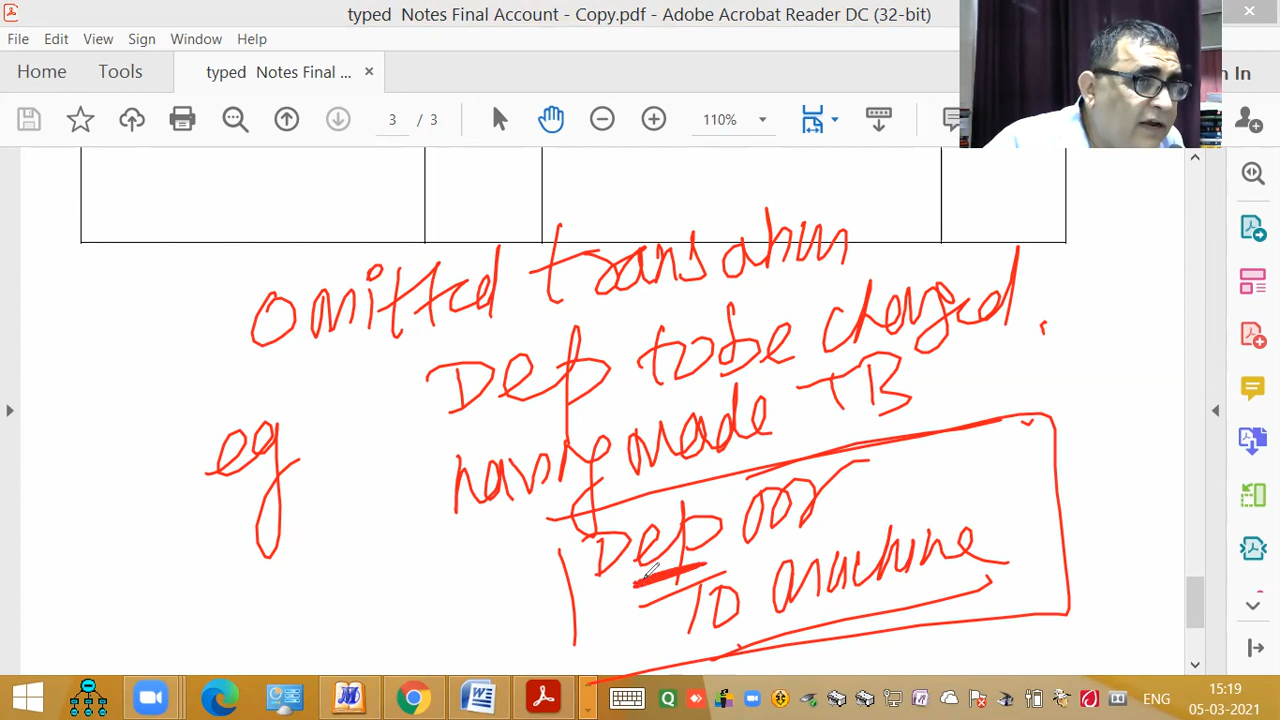 typed Notes Final Account - Copy.pdf - Adobe Acrobat Reader DC (32-bit)
File Edit View Sign Window Help
Home Tools typed Notes Final ... × In
3 / 3 110%
omitted transation
Dep to be charged.
eg having made TB
Dep
To machine
ENG
15:19
05-03-2021